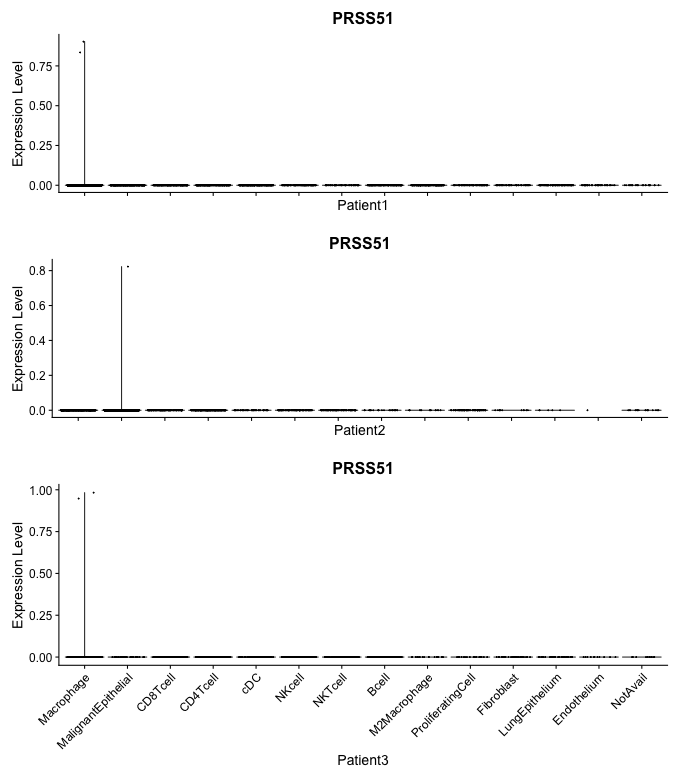 PRSS51
Expression Level
0.75
0.50
0.25
0.00
Patient1
PRSS51
Expression Level
0.8
0.6
0.4
0.2
0.0
Patient2
PRSS51
Expression Level
1.00
0.75
0.50
0.25
0.00
Macrophage
MalignantEpithelial
CD8Tcell
CD4Tcell
cDC
NKcell
NKTcell
Bcell
M2Macrophage
ProliferatingCell
Fibroblast
LungEpithelium
Endothelium
NotAvail
Patient3